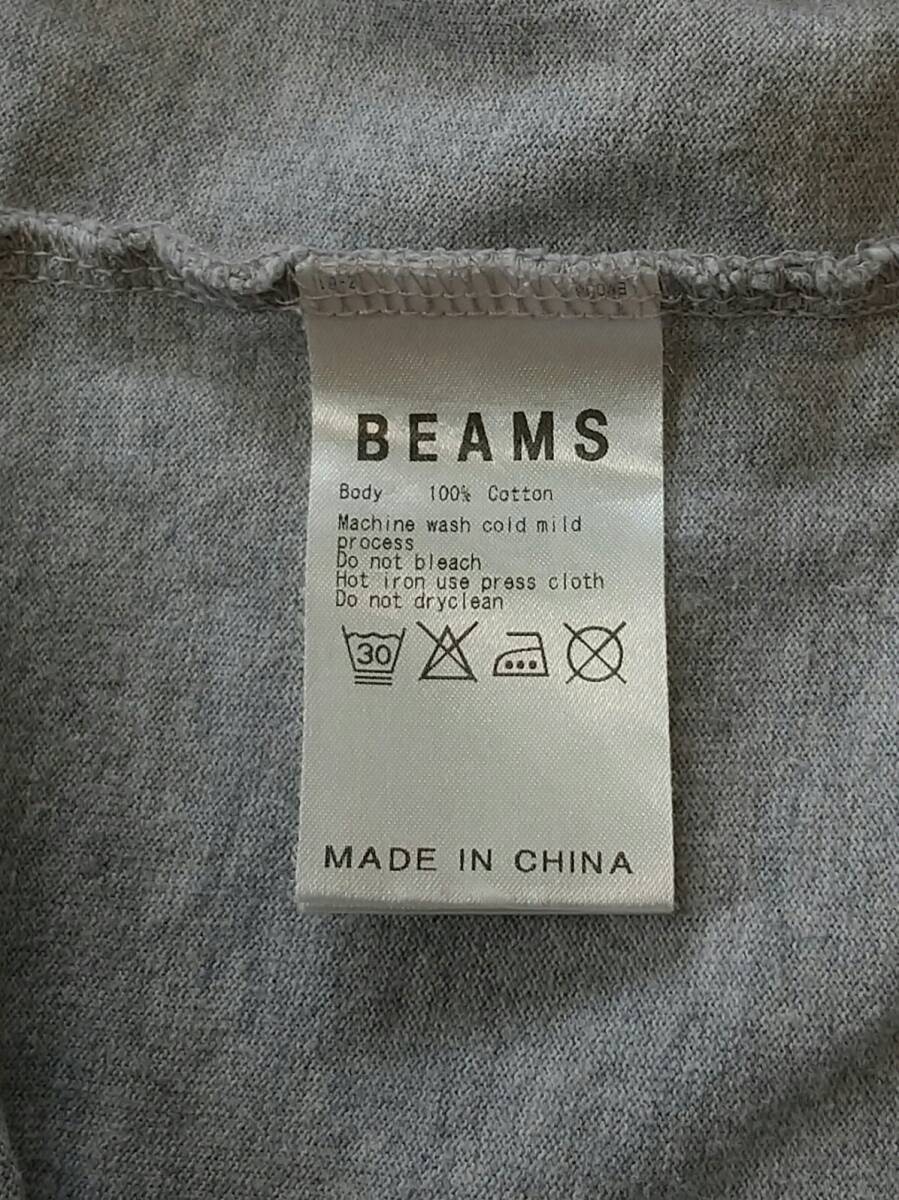 BEAMS
Body 100% Cotton
Machine wash cold mild
process
Do not bleach
Hot iron use press cloth
Do not dryclean
30
MADE IN CHINA